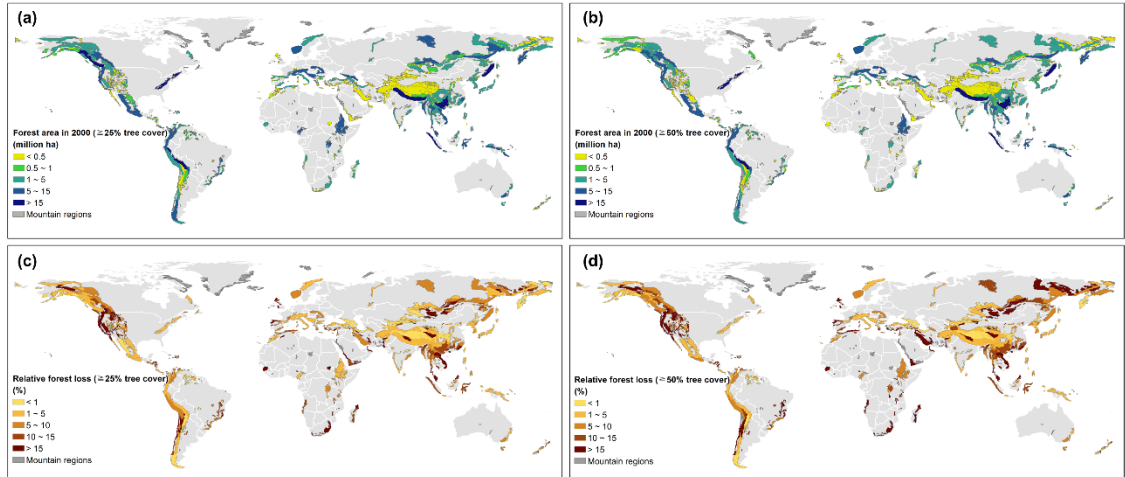 (a)
Forest area in 2000 (≧25% tree cover)
(million ha)
< 0.5
0.5 ~ 1
1 ~ 5
5 ~ 15
> 15
Mountain regions
(b)
Forest area in 2000 (≧50% tree cover)
(million ha)
< 0.5
0.5 ~ 1
1 ~ 5
5 ~ 15
> 15
Mountain regions
(c)
Relative forest loss (≧25% tree cover)
(%)
< 1
1 ~ 5
5 ~ 10
10 ~ 15
> 15
Mountain regions
(d)
Relative forest loss (≧50% tree cover)
(%)
< 1
1 ~ 5
5 ~ 10
10 ~ 15
> 15
Mountain regions